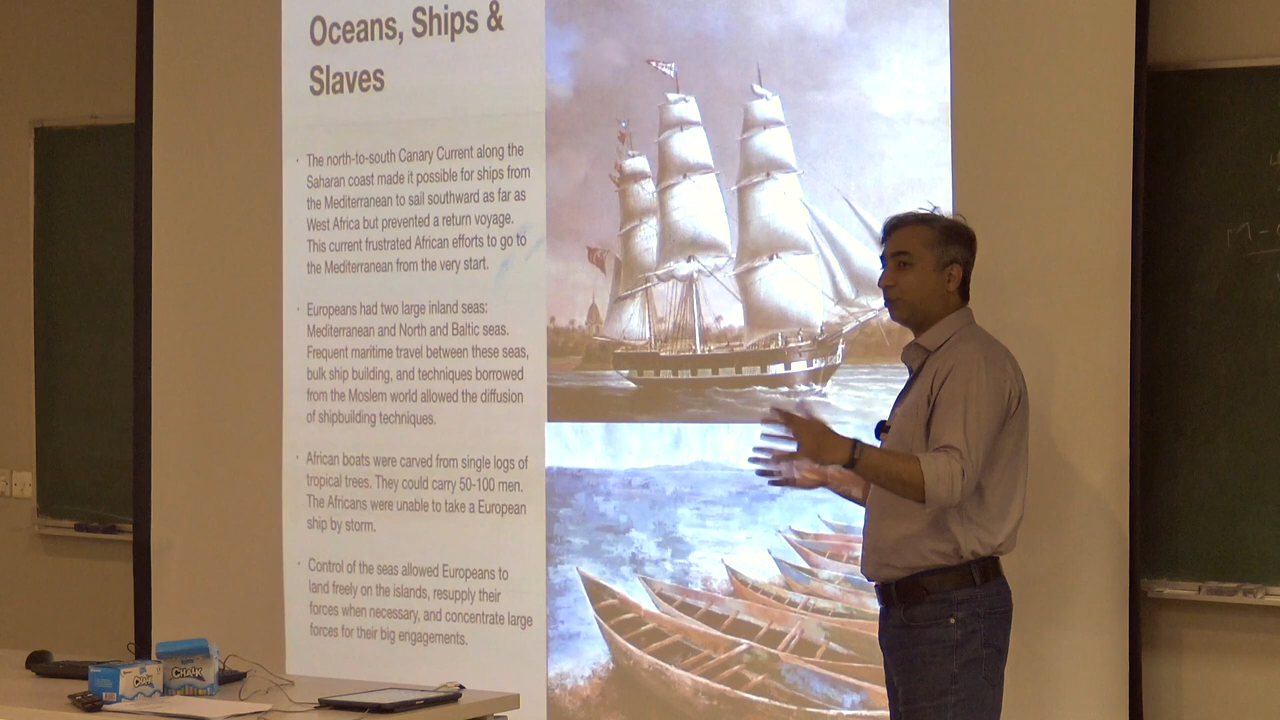 Oceans, Ships &
Slaves
· The north-to-south Canary Current along the
Saharan coast made it possible for ships from
the Mediterranean to sail southward as far as
West Africa but prevented a return voyage.
This current frustrated African efforts to go to
the Mediterranean from the very start.
· Europeans had two large inland seas:
Mediterranean and North and Baltic seas.
Frequent maritime travel between these seas,
bulk ship building, and techniques borrowed
from the Moslem world allowed the diffusion
of shipbuilding techniques.
· African boats were carved from single logs of
tropical trees. They could carry 50-100 men.
The Africans were unable to take a European
ship by storm.
· Control of the seas allowed Europeans to
land freely on the islands, resupply their
forces when necessary, and concentrate large
forces for their big engagements.
CHALK
CHALK